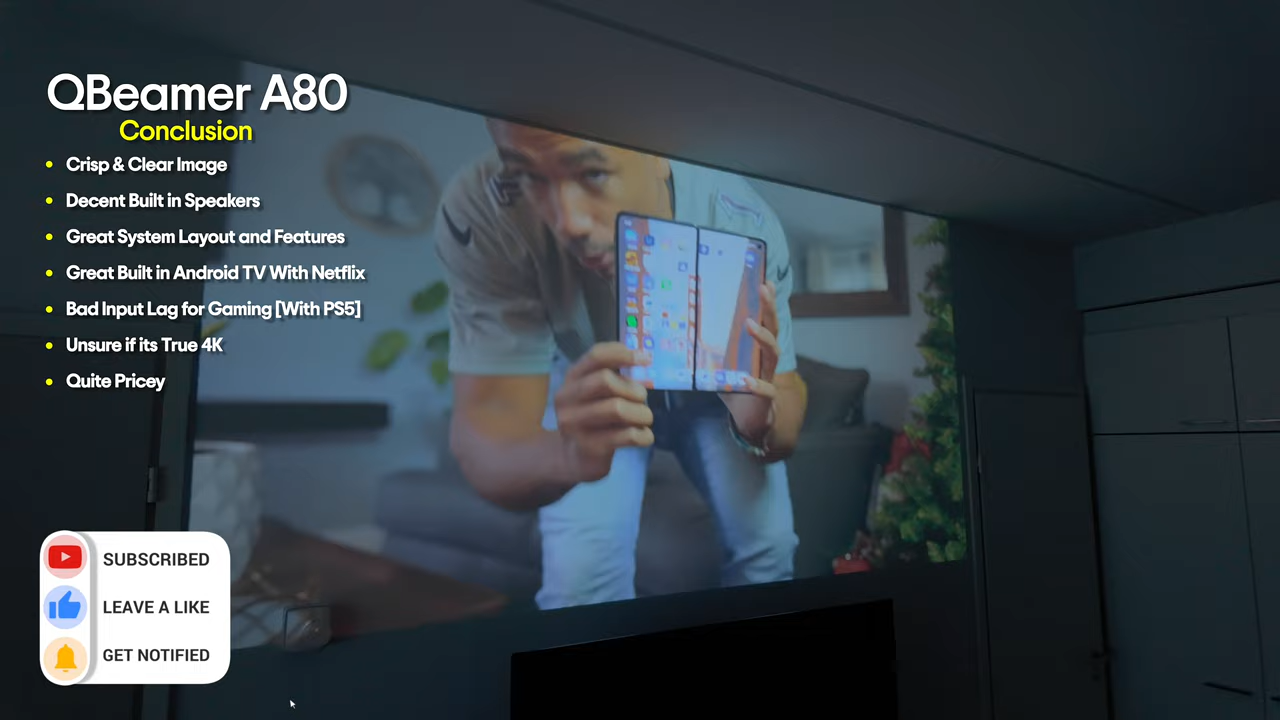 QBeamer A80
Conclusion
Crisp & Clear Image
Decent Built in Speakers
Great System Layout and Features
Great Built in Android TV With Netflix
Bad Input Lag for Gaming [With PS5]
Unsure if its True 4K
Quite Pricey
SUBSCRIBED
LEAVE A LIKE
GET NOTIFIED